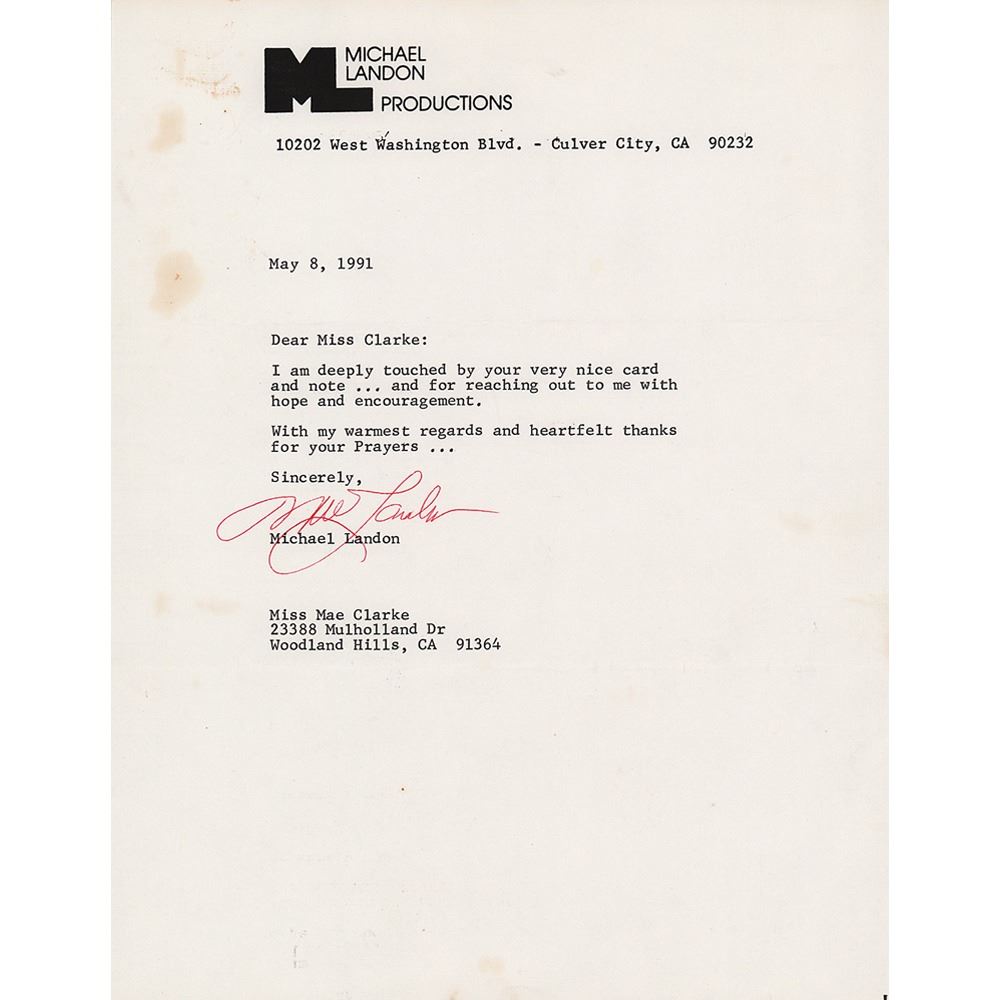 ML MICHAEL
LANDON
PRODUCTIONS
10202 West Washington Blvd. - Culver City, CA 90232
May 8, 1991
Dear Miss Clarke:
I am deeply touched by your very nice card
and note ... and for reaching out to me with
hope and encouragement.
With my warmest regards and heartfelt thanks
for your Prayers ...
Sincerely,
Michael Landon
Miss Mae Clarke
23388 Mulholland Dr
Woodland Hills, CA 91364